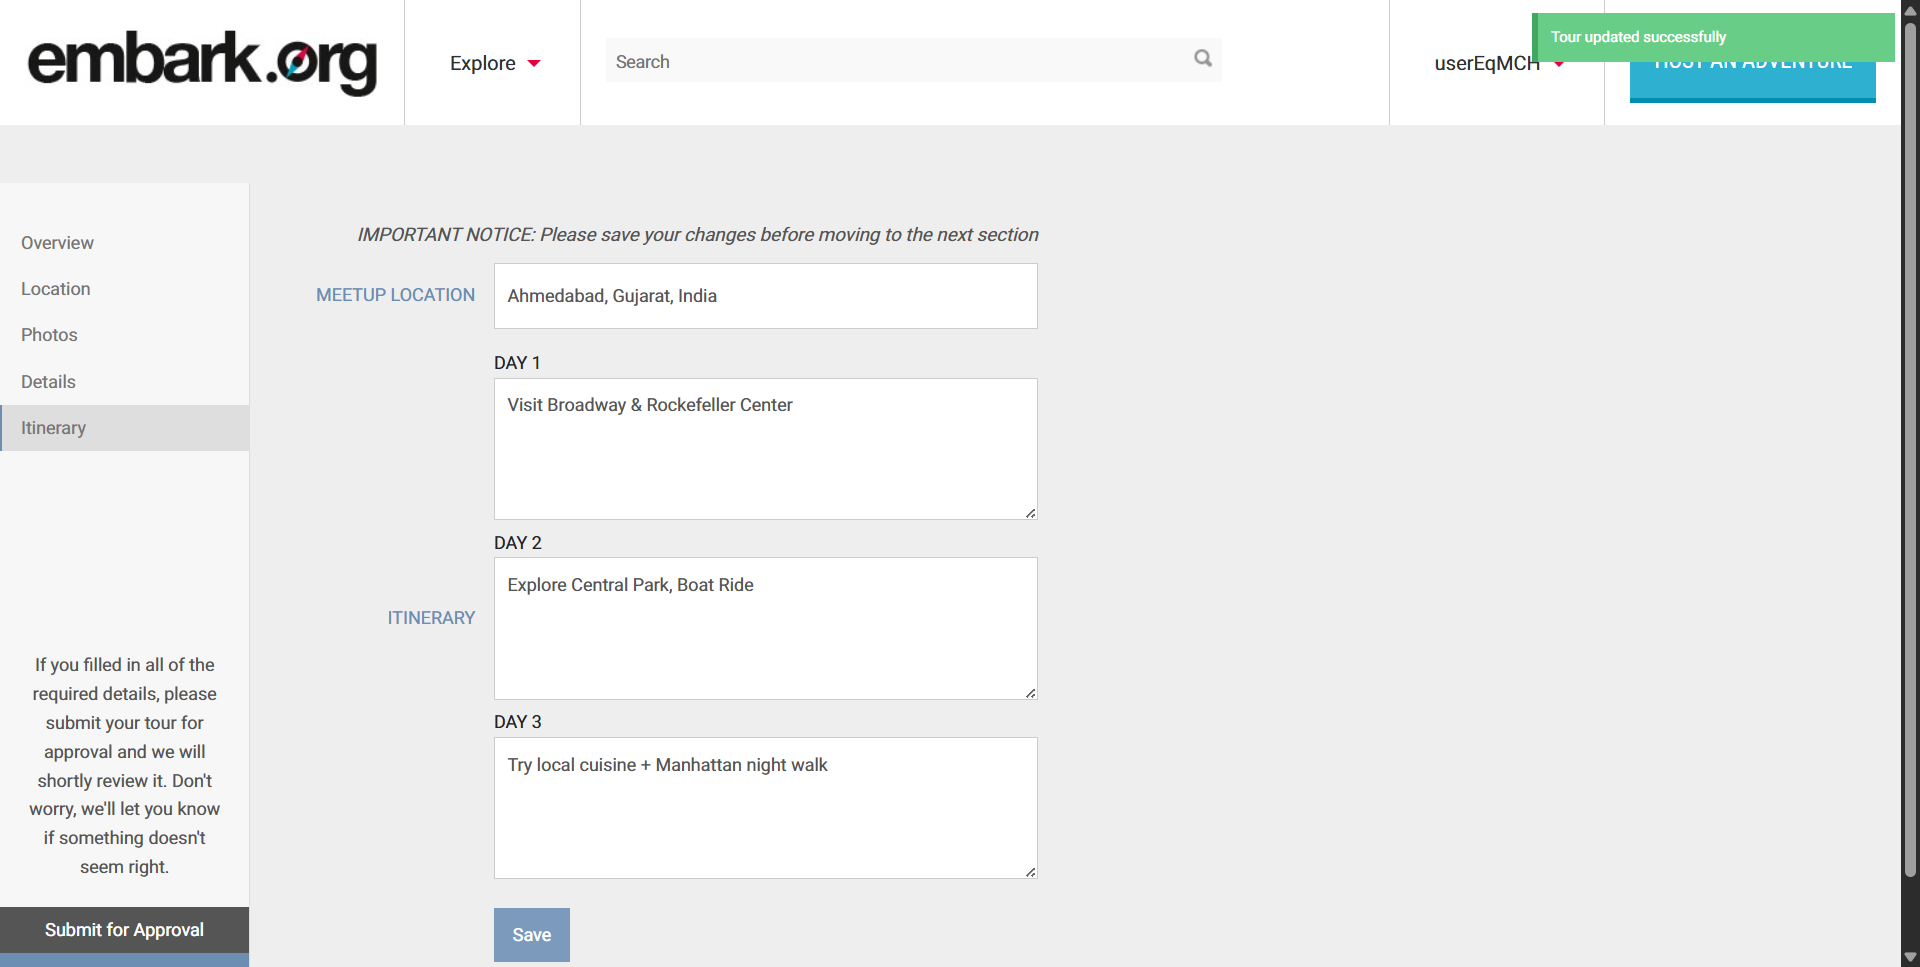 embark.org
Explore
Search
userEqMCH
Tour updated successfully
HOST AN ADVENTURE
Overview
Location
Photos
Details
Itinerary
If you filled in all of the
required details, please
submit your tour for
approval and we will
shortly review it. Don't
worry, we'll let you know
if something doesn't
seem right.
Submit for Approval
IMPORTANT NOTICE: Please save your changes before moving to the next section
MEETUP LOCATION
Ahmedabad, Gujarat, India
ITINERARY
DAY 1
Visit Broadway & Rockefeller Center
DAY 2
Explore Central Park, Boat Ride
DAY 3
Try local cuisine + Manhattan night walk
Save